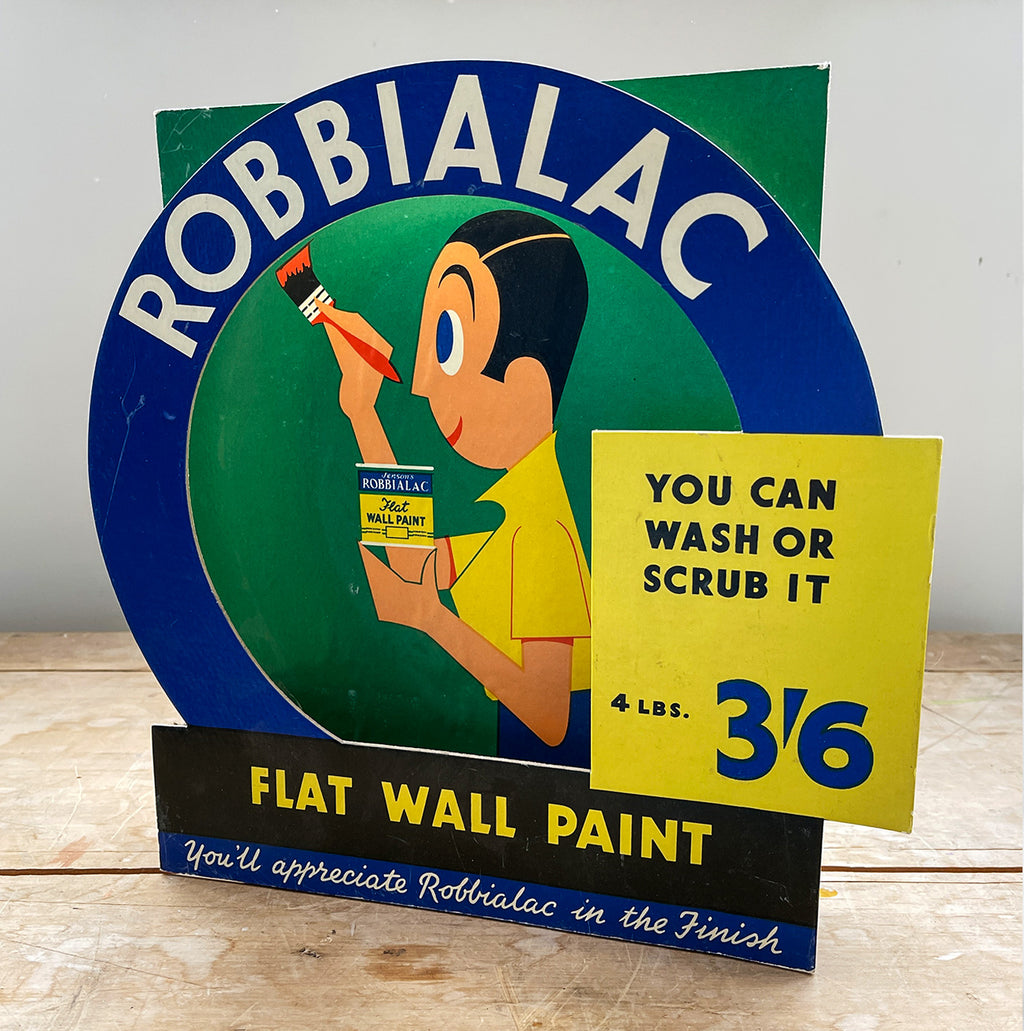 ROBBIALAC
Jenson's
ROBBIALAC
Flat
WALL PAINT
YOU CAN
WASH OR
SCRUB IT
4 LBS. 3/6
FLAT WALL PAINT
You'll appreciate Robbialac in the Finish